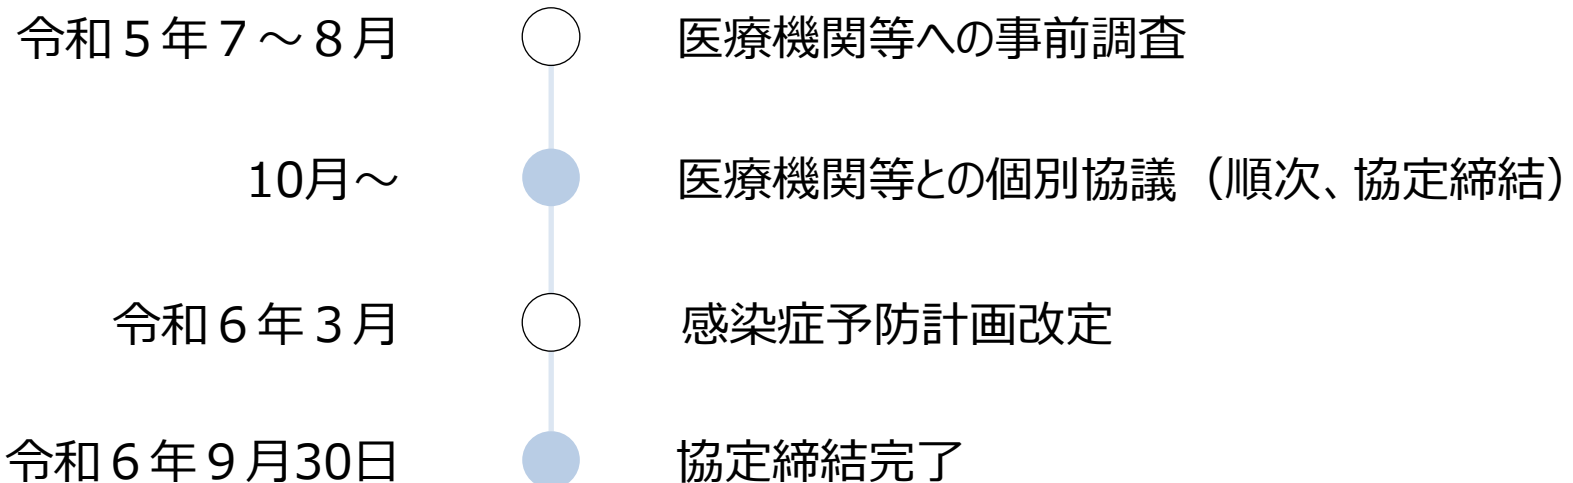 令和５年７～８月 医療機関等への事前調査
10月～ 医療機関等との個別協議（順次、協定締結）
令和６年３月 感染症予防計画改定
令和６年９月30日 協定締結完了